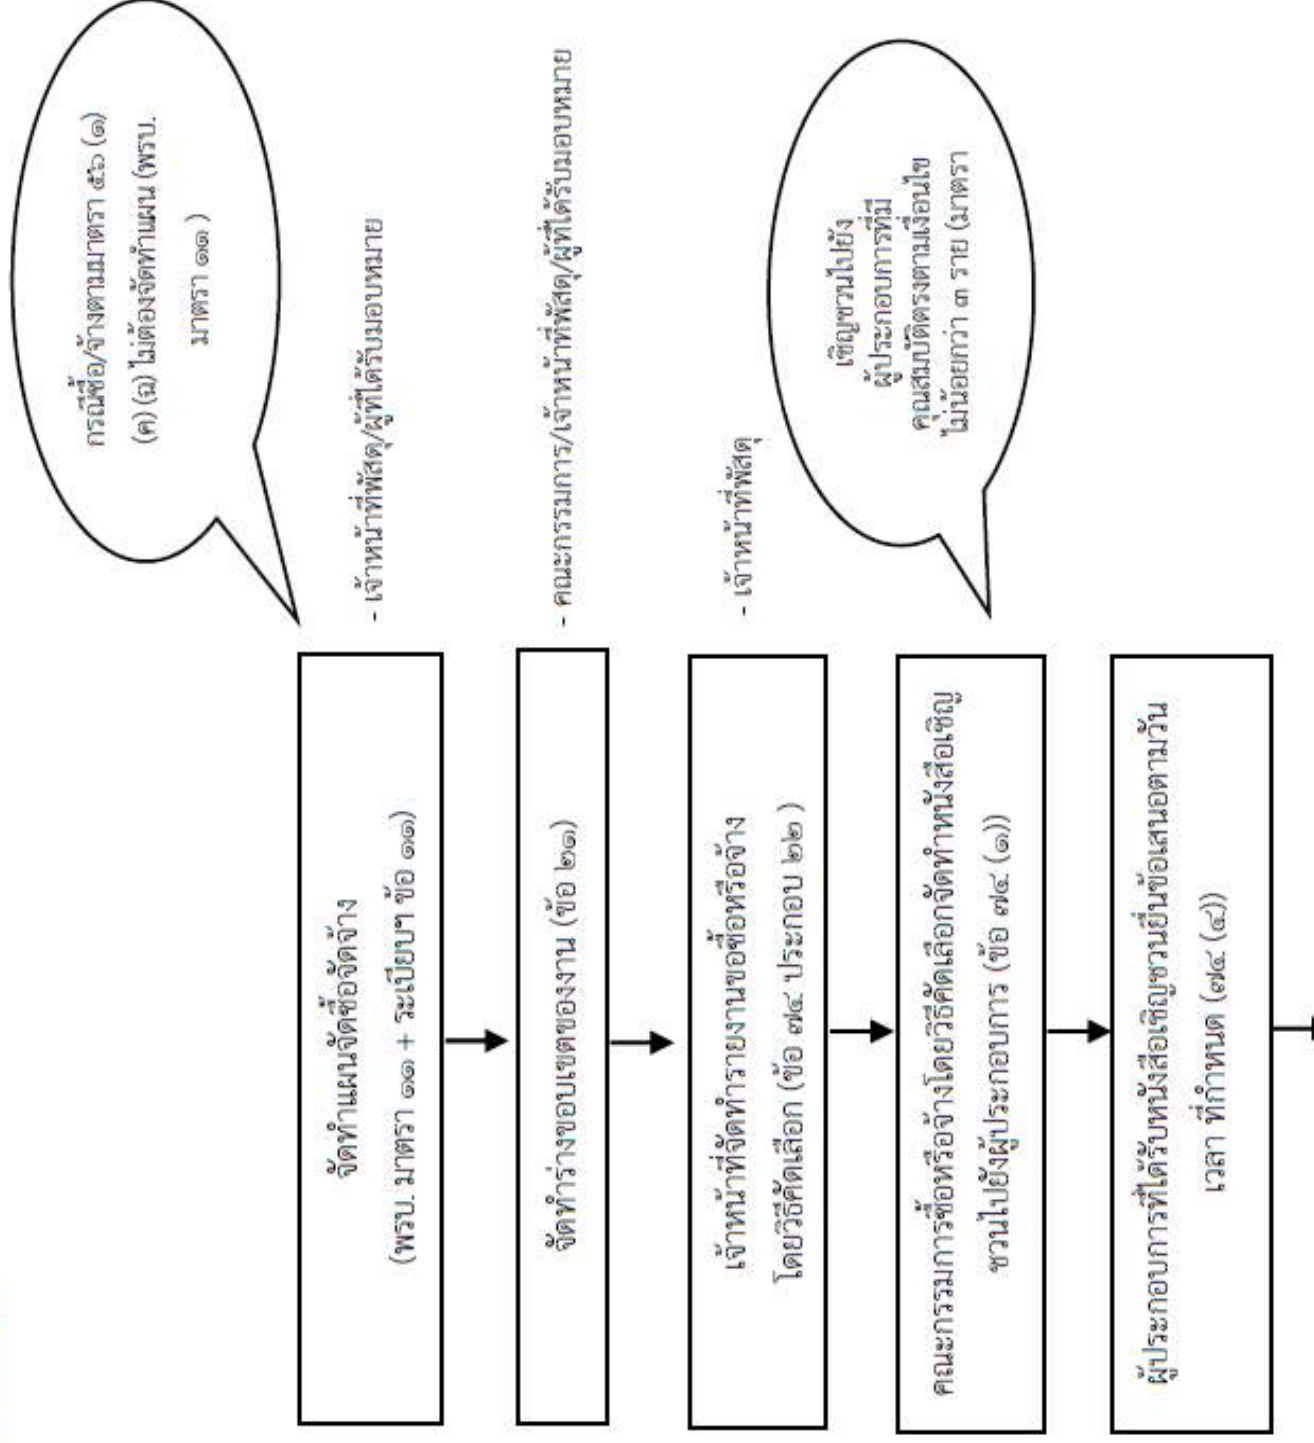 กรณีซื้อ/จ้างตามมาตรา ๕๖ (๑)
(ค) (ฉ) ไม่ต้องจัดทำแผน (พรบ.
มาตรา ๑๑ )
จัดทำแผนจัดซื้อจัดจ้าง
(พรบ. มาตรา ๑๑ + ระเบียบฯ ข้อ ๑๑)
- เจ้าหน้าที่พัสดุ/ผู้ที่ได้รับมอบหมาย
จัดทำร่างขอบเขตของงาน (ข้อ ๒๑)
- คณะกรรมการ/เจ้าหน้าที่พัสดุ/ผู้ที่ได้รับมอบหมาย
เจ้าหน้าที่จัดทำรายงานขอซื้อหรือจ้าง
โดยวิธีคัดเลือก (ข้อ ๗๔ ประกอบ ๒๒ )
- เจ้าหน้าที่พัสดุ
คณะกรรมการซื้อหรือจ้างโดยวิธีคัดเลือกจัดทำหนังสือเชิญ
ชวนไปยังผู้ประกอบการ (ข้อ ๗๔ (๑))
เชิญชวนไปยัง
ผู้ประกอบการที่มี
คุณสมบัติตรงตามเงื่อนไข
ไม่น้อยกว่า ๓ ราย (มาตรา
ผู้ประกอบการที่ได้รับหนังสือเชิญชวนยื่นข้อเสนอตามวัน
เวลา ที่กำหนด (๗๔ (๔))